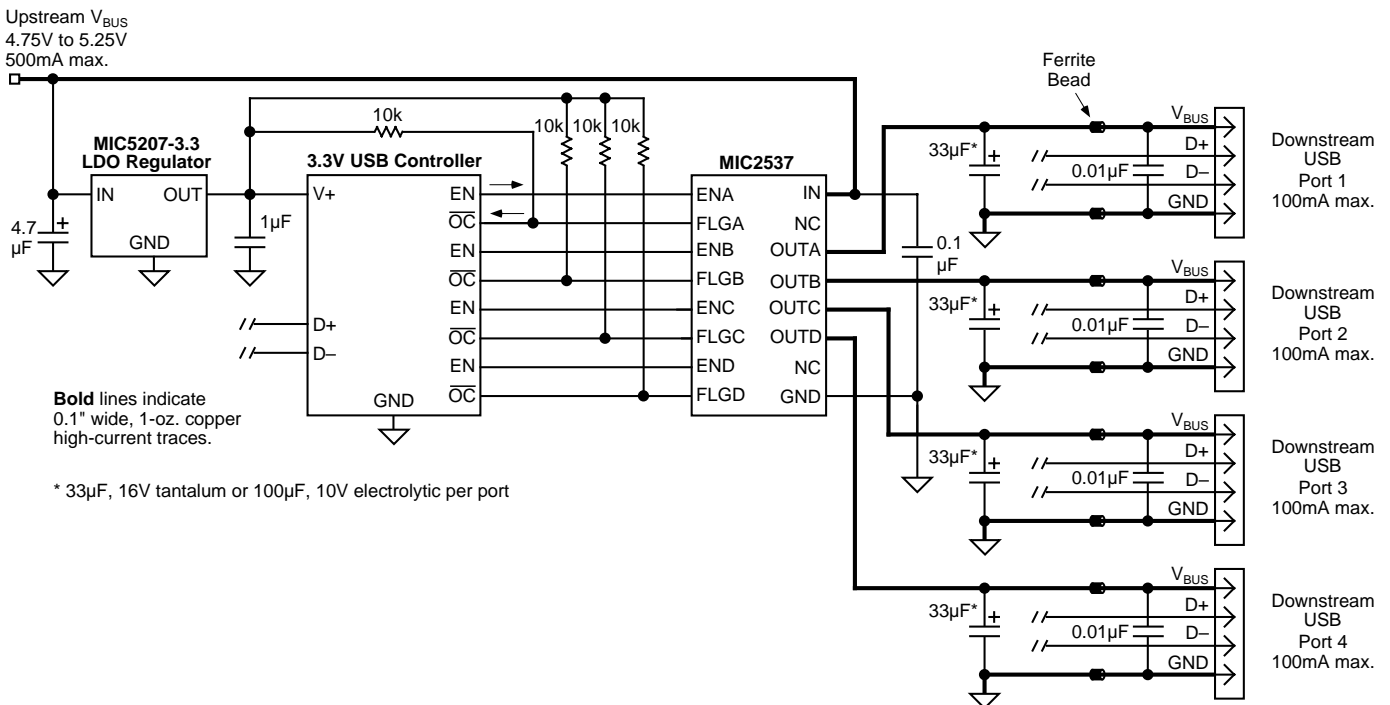 Upstream VBUS
4.75V to 5.25V
500mA max.
Ferrite
Bead
10k
10k
10k
10k
MIC5207-3.3
LDO Regulator
IN
OUT
GND
4.7
µF
+
1µF
3.3V USB Controller
V+
EN
OC
EN
OC
EN
OC
EN
OC
D+
D–
GND
MIC2537
ENA
FLGA
ENB
FLGB
ENC
FLGC
END
FLGD
IN
NC
OUTA
OUTB
OUTC
OUTD
NC
GND
0.1
µF
33µF*
+
0.01µF
VBUS
D+
D–
GND
Downstream
USB
Port 1
100mA max.
33µF*
+
0.01µF
VBUS
D+
D–
GND
Downstream
USB
Port 2
100mA max.
33µF*
+
0.01µF
VBUS
D+
D–
GND
Downstream
USB
Port 3
100mA max.
33µF*
+
0.01µF
VBUS
D+
D–
GND
Downstream
USB
Port 4
100mA max.
Bold lines indicate
0.1" wide, 1-oz. copper
high-current traces.
* 33µF, 16V tantalum or 100µF, 10V electrolytic per port